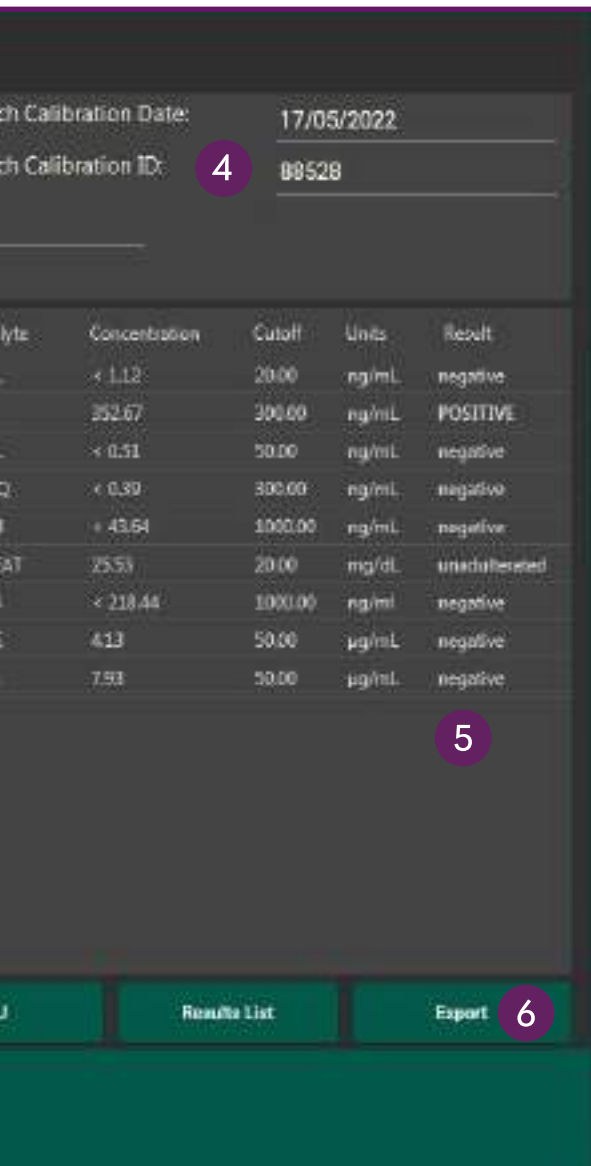 ch Calibration Date: 17/05/2022
ch Calibration ID: 4 88528
lyte Concentration Cutoff Units Result
< 1.12 20.00 ng/mL negative
352.67 300.00 ng/mL POSITIVE
< 0.51 50.00 ng/mL negative
Q < 0.39 300.00 ng/mL negative
< 43.64 1000.00 ng/mL negative
EAT 25.53 20.00 mg/dL unadulterated
< 218.44 1000.00 ng/ml negative
4.13 50.00 µg/mL negative
7.93 50.00 µg/mL negative
5
Results List Export 6